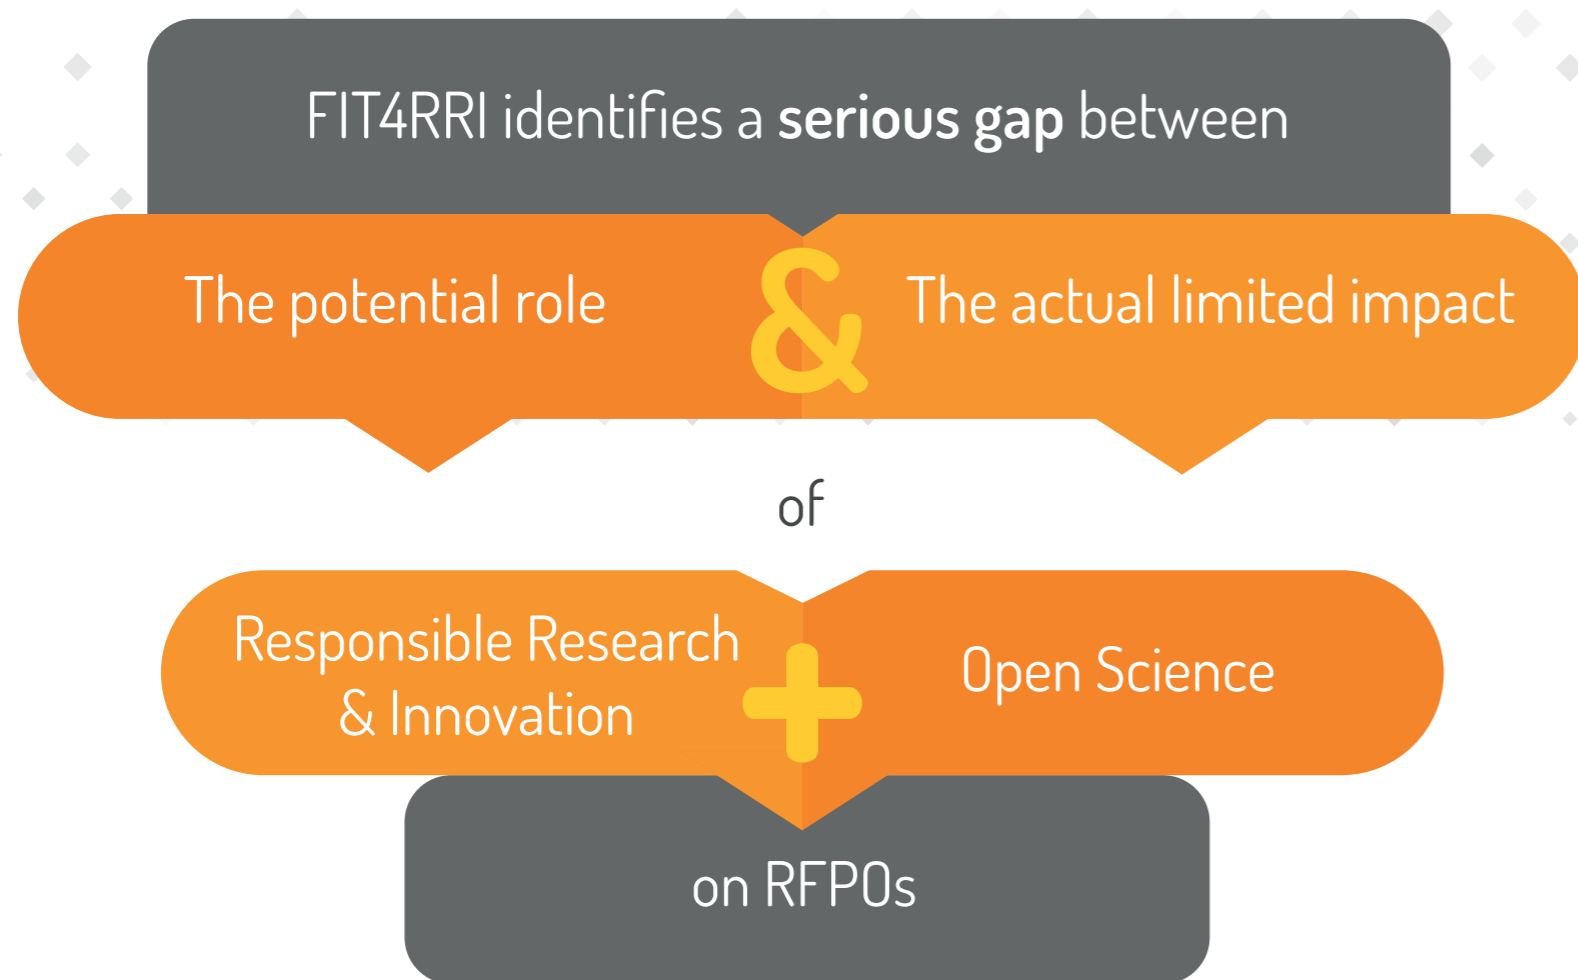 FIT4RRI identifies a serious gap between
The potential role
&
The actual limited impact
of
Responsible Research
& Innovation
+
Open Science
on RFPOs